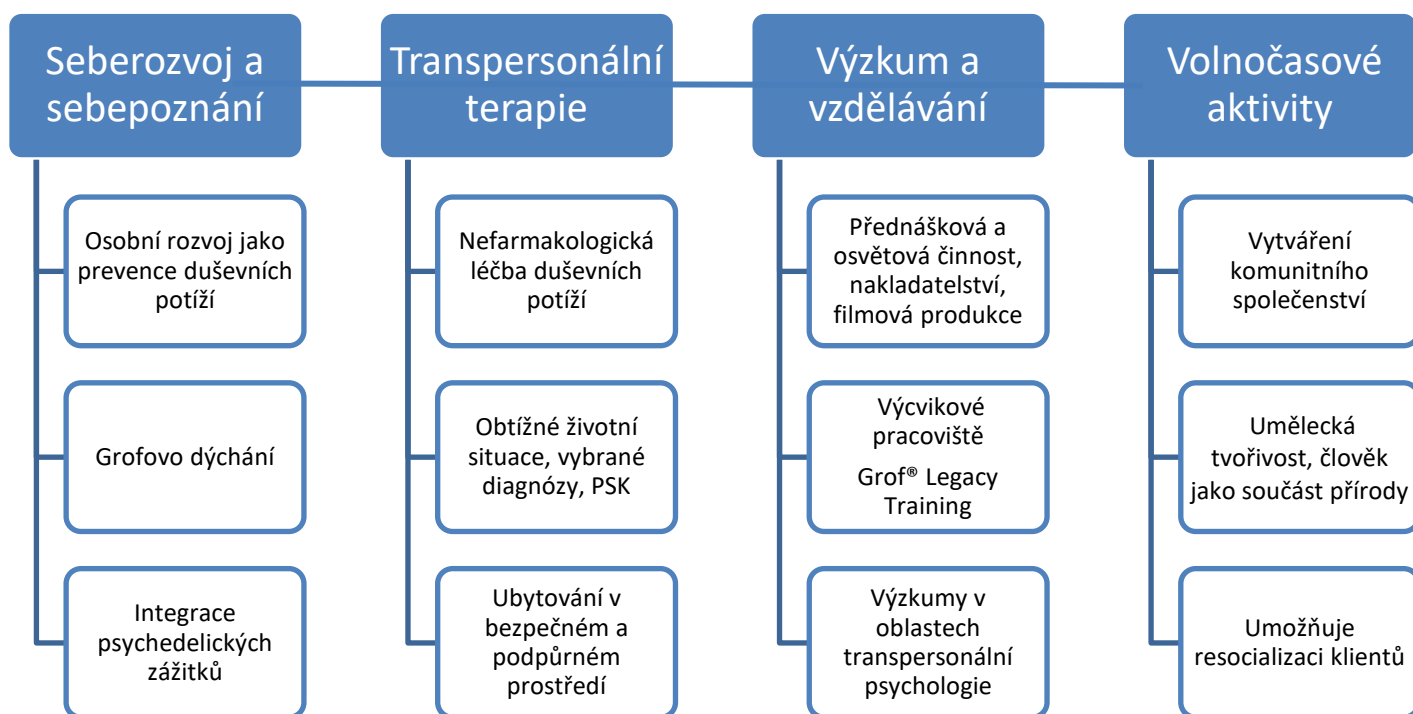 Seberozvoj a
sebepoznání
Osobní rozvoj jako
prevence duševních
potíží
Grofovo dýchání
Integrace
psychedelických
zážitků
Transpersonální
terapie
Nefarmakologická
léčba duševních
potíží
Obtížné životní
situace, vybrané
diagnózy, PSK
Ubytování v
bezpečném a
podpůrném
prostředí
Výzkum a
vzdělávání
Přednášková a
osvětová činnost,
nakladatelství,
filmová produkce
Výcvikové
pracoviště
Grof® Legacy
Training
Výzkumy v
oblastech
transpersonální
psychologie
Volnočasové
aktivity
Vytváření
komunitního
společenství
Umělecká
tvořivost, člověk
jako součást přírody
Umožňuje
resocializaci klientů